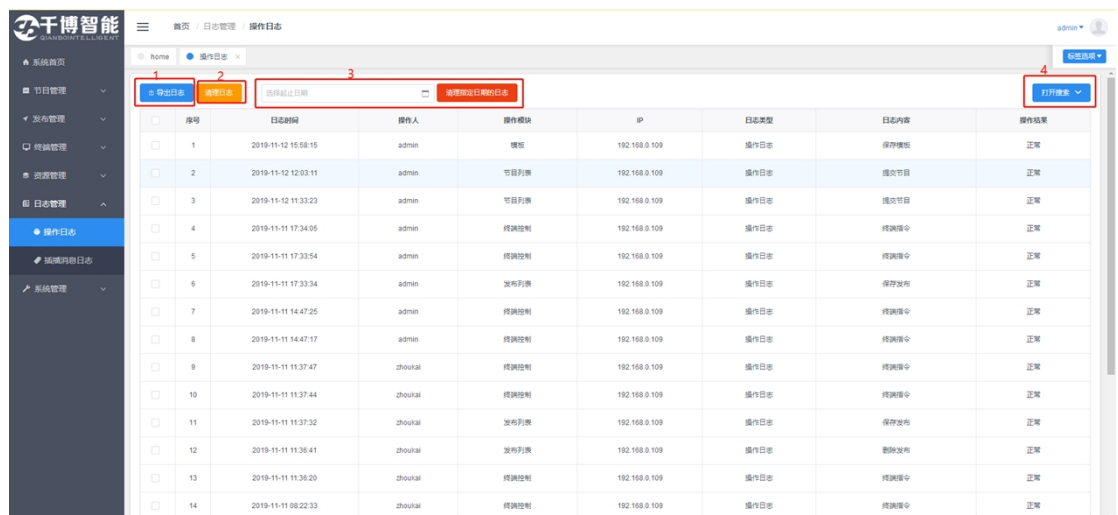 千博智能
QIANBOINTELLIGENT
首页 / 日志管理 / 操作日志
admin
系统首页
节目管理
发布管理
终端管理
资源管理
日志管理
操作日志
插播消息日志
系统管理
home
操作日志 ×
标签选项
1
2
3
4
导出日志
清理日志
选择起止日期
清理指定日期的日志
打开搜索
序号 日志时间 操作人 操作模块 IP 日志类型 日志内容 操作结果
1 2019-11-12 15:58:15 admin 模板 192.168.0.109 操作日志 保存模板 正常
2 2019-11-12 12:03:11 admin 节目列表 192.168.0.109 操作日志 提交节目 正常
3 2019-11-12 11:33:23 admin 节目列表 192.168.0.109 操作日志 提交节目 正常
4 2019-11-11 17:34:05 admin 终端控制 192.168.0.109 操作日志 终端指令 正常
5 2019-11-11 17:33:54 admin 终端控制 192.168.0.109 操作日志 终端指令 正常
6 2019-11-11 17:33:34 admin 发布列表 192.168.0.109 操作日志 保存发布 正常
7 2019-11-11 14:47:25 admin 终端控制 192.168.0.109 操作日志 终端指令 正常
8 2019-11-11 14:47:17 admin 终端控制 192.168.0.109 操作日志 终端指令 正常
9 2019-11-11 11:37:47 zhoukai 终端控制 192.168.0.109 操作日志 终端指令 正常
10 2019-11-11 11:37:44 zhoukai 终端控制 192.168.0.109 操作日志 终端指令 正常
11 2019-11-11 11:37:32 zhoukai 发布列表 192.168.0.109 操作日志 保存发布 正常
12 2019-11-11 11:36:41 zhoukai 发布列表 192.168.0.109 操作日志 删除发布 正常
13 2019-11-11 11:36:20 zhoukai 终端控制 192.168.0.109 操作日志 终端指令 正常
14 2019-11-11 08:22:33 zhoukai 终端控制 192.168.0.109 操作日志 终端指令 正常